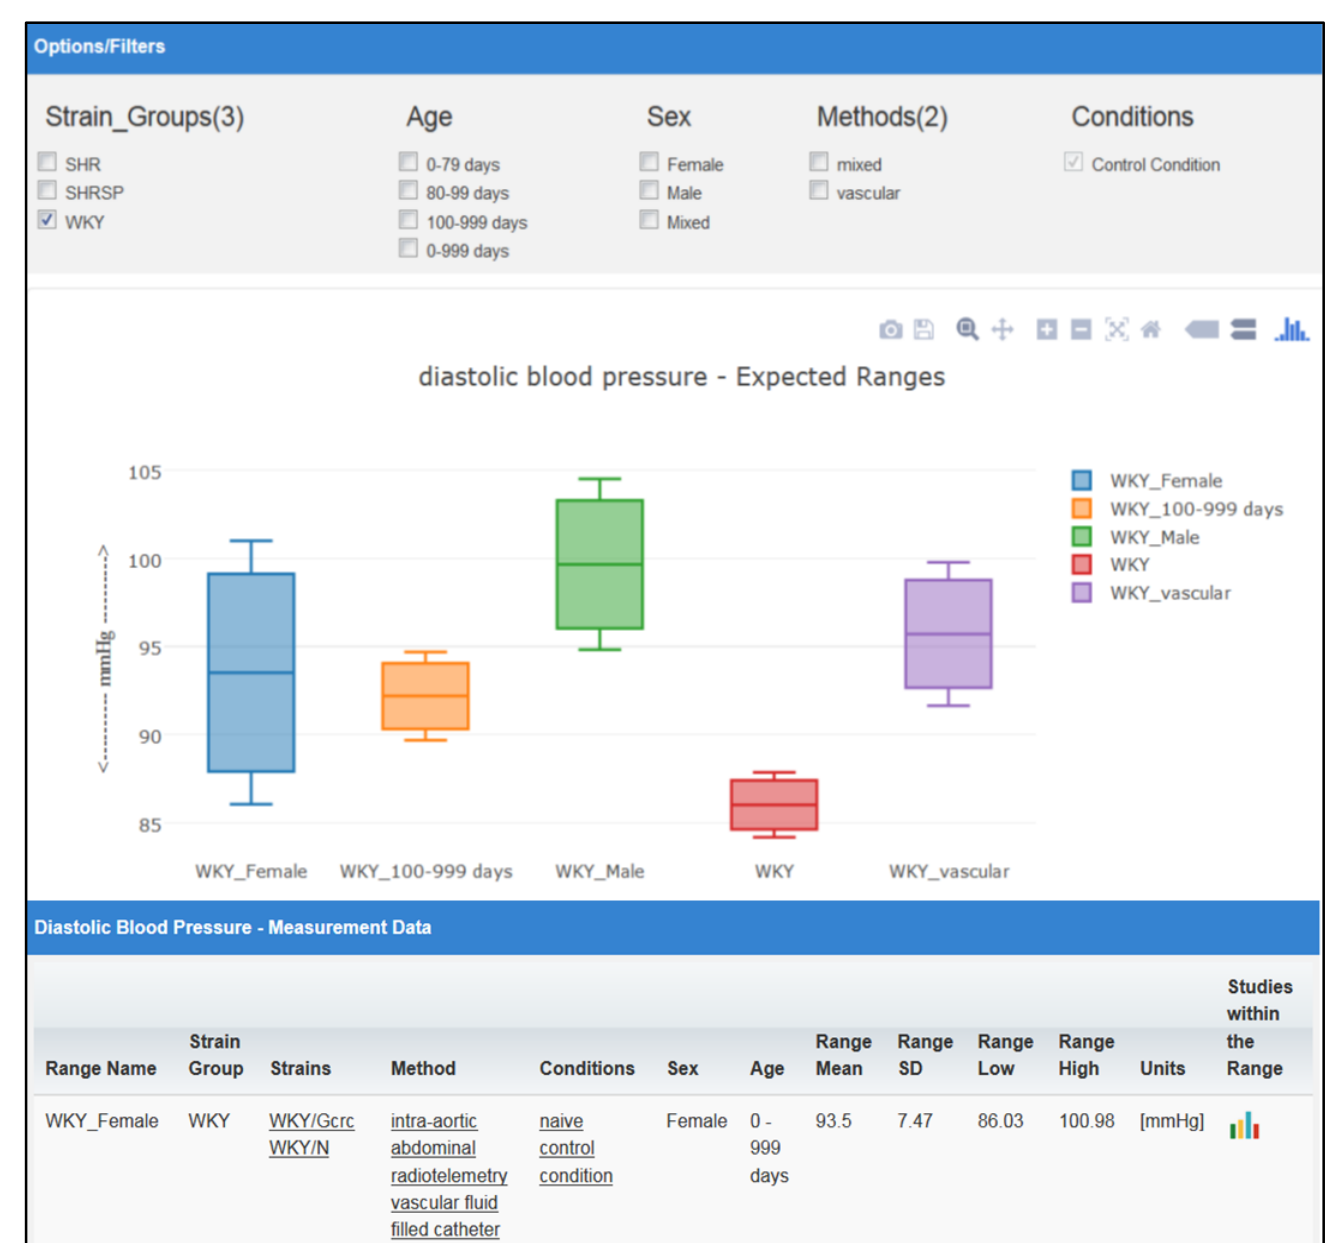 Options/Filters
Strain_Groups(3) Age Sex Methods(2) Conditions
SHR 0-79 days Female mixed Control Condition
SHRSP 80-99 days Male vascular
WKY 100-999 days Mixed
0-999 days
diastolic blood pressure - Expected Ranges
105
100
95
90
85
<--------- mmHg --------->
WKY_Female
WKY_100-999 days
WKY_Male
WKY
WKY_vascular
WKY_Female WKY_100-999 days WKY_Male WKY WKY_vascular
Diastolic Blood Pressure - Measurement Data
Studies
within
Strain Range Range Range Range the
Range Name Group Strains Method Conditions Sex Age Mean SD Low High Units Range
WKY_Female WKY WKY/Gcrc intra-aortic naive Female 0 - 93.5 7.47 86.03 100.98 [mmHg]
WKY/N abdominal control 999
radiotelemetry condition days
vascular fluid
filled catheter